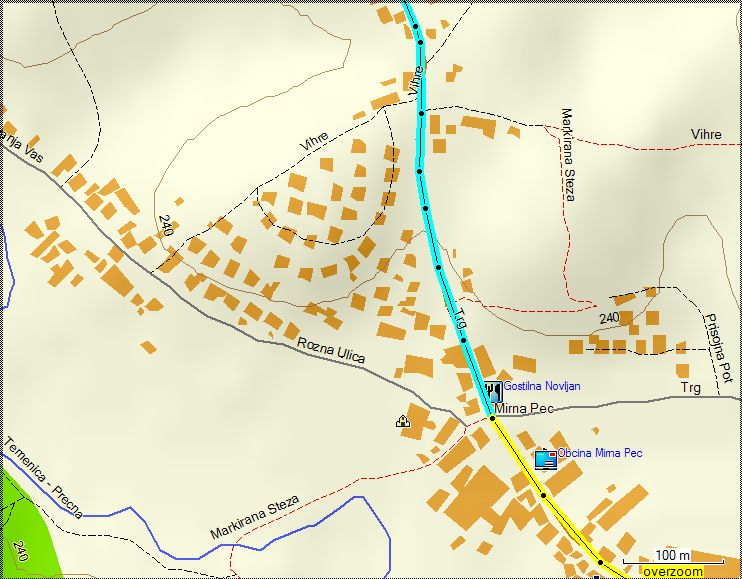 Vihre
Vihre
Vihre
Markirana Steza
anja Vas
240
Trg
240
Prisojna Pot
Rozna Ulica
Gostilna Novljan
Trg
Mirna Pec
Obcina Mirna Pec
Temenica - Precna
Markirana Steza
240
100 m
overzoom